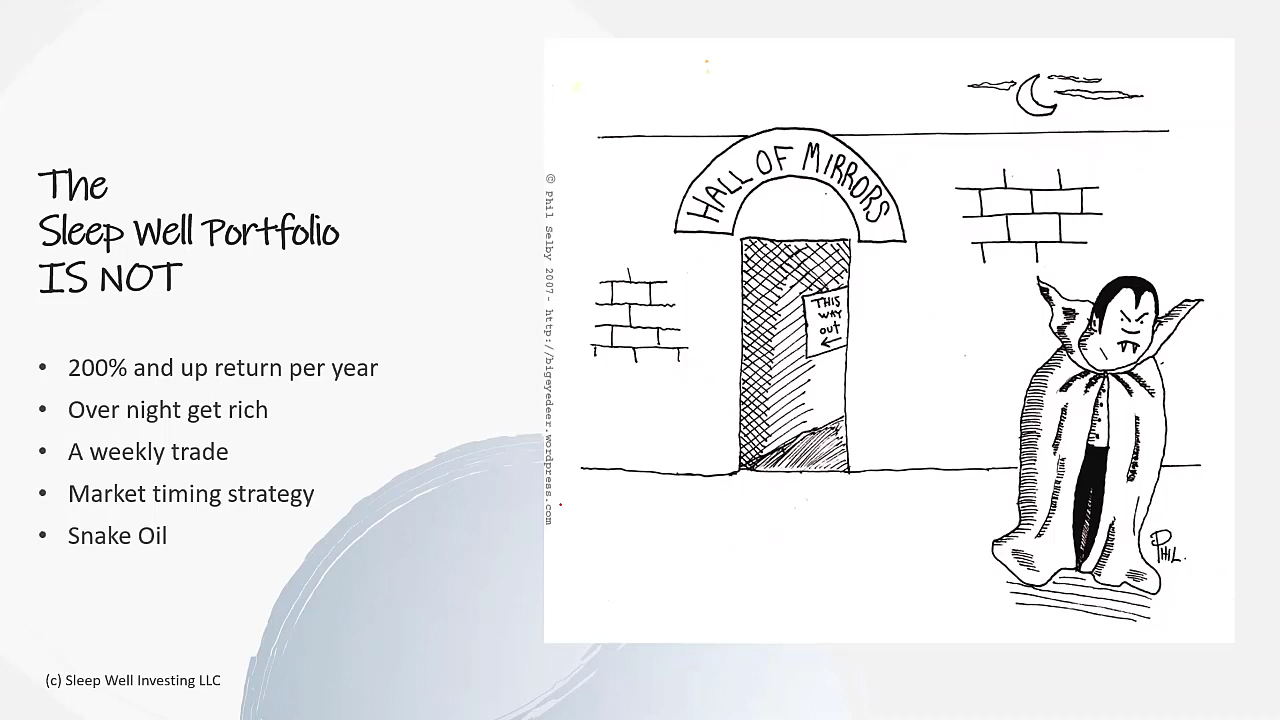 The
Sleep Well Portfolio
IS NOT
• 200% and up return per year
• Over night get rich
• A weekly trade
• Market timing strategy
• Snake Oil
(c) Sleep Well Investing LLC
© Phil Selby 2007- http://bigeyedeer.wordpress.com
HALL OF MIRRORS
THIS
WAY
OUT
PHIL.